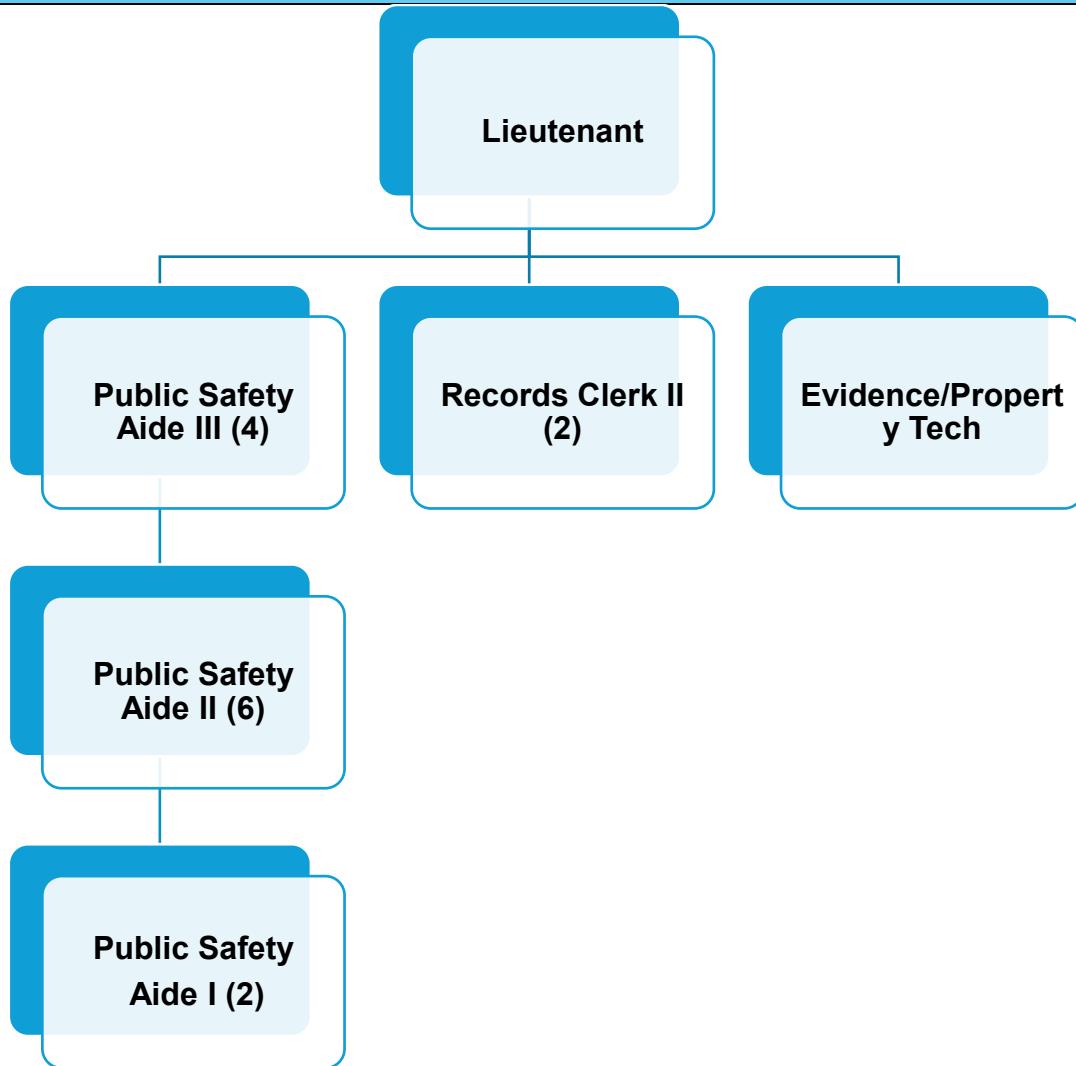 Lieutenant
Public Safety
Aide III (4)
Records Clerk II
(2)
Evidence/Propert
y Tech
Public Safety
Aide II (6)
Public Safety
Aide I (2)